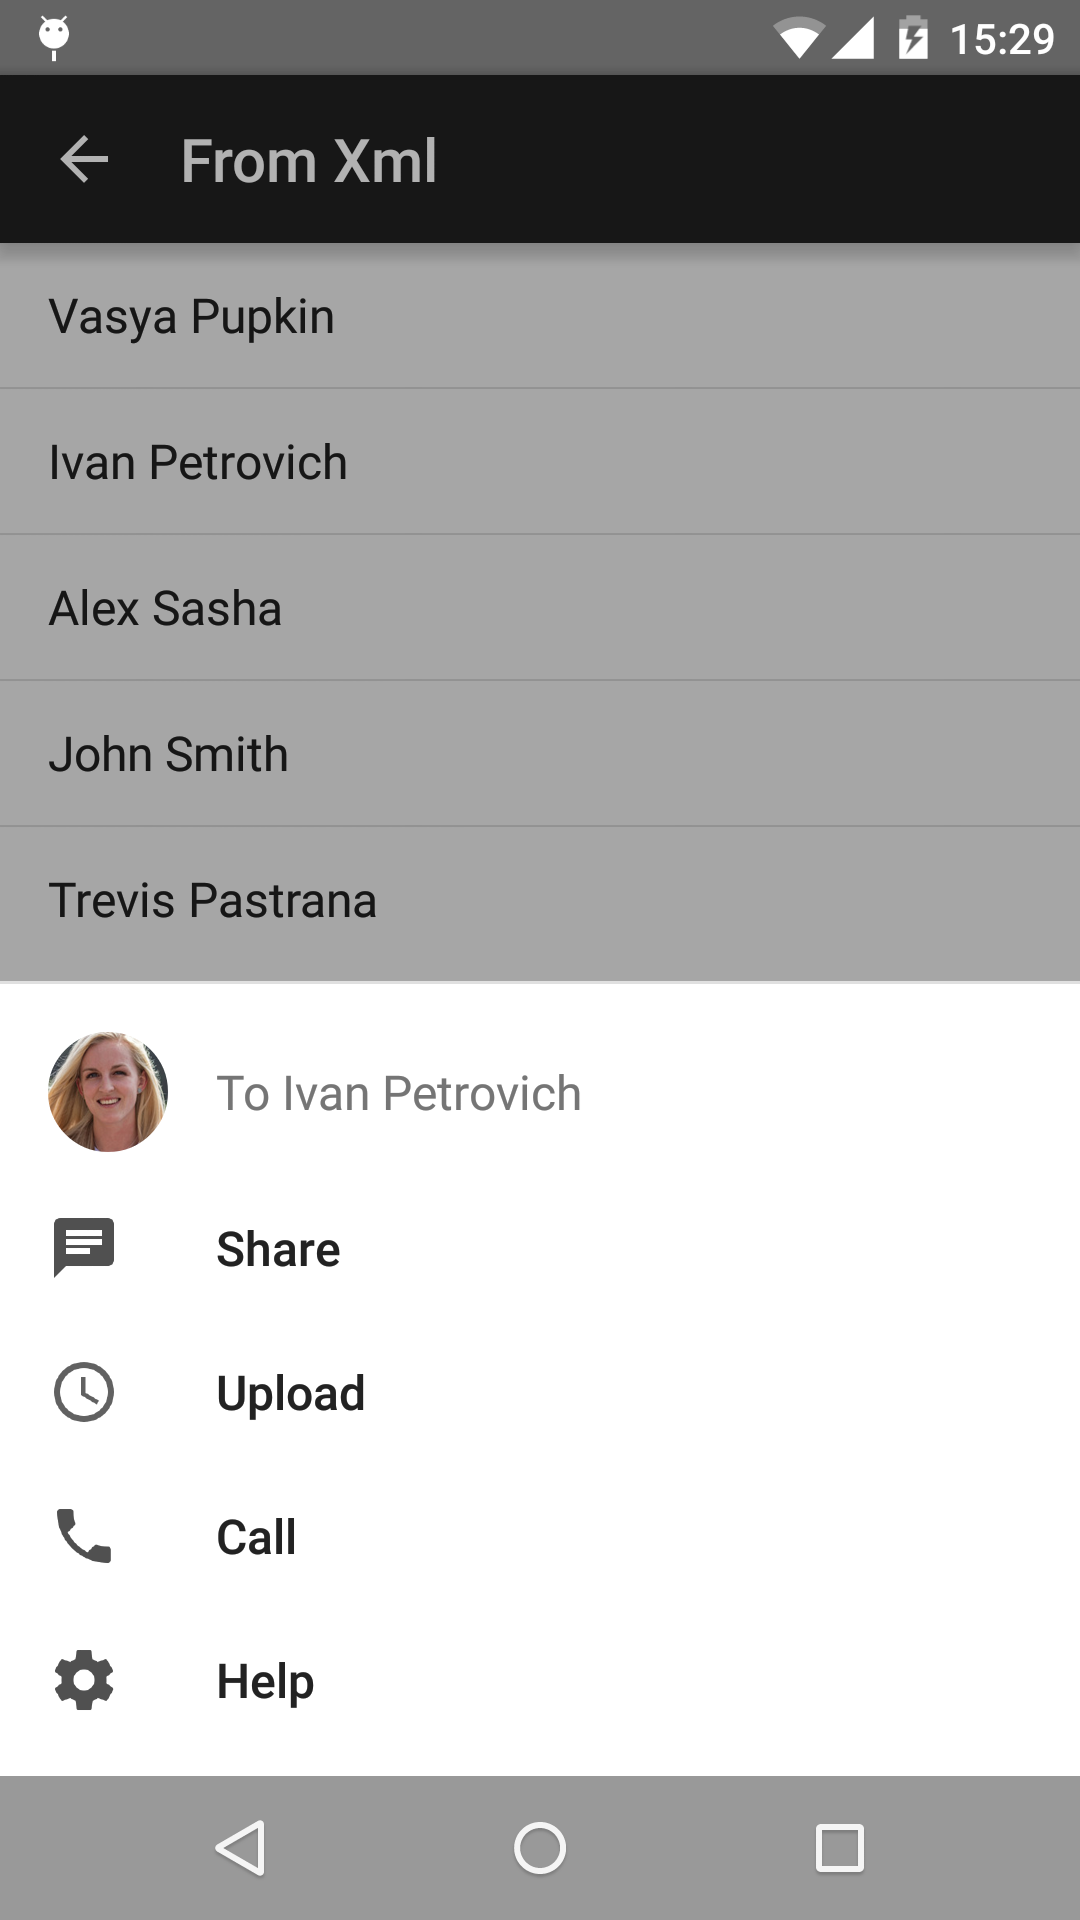 15:29
From Xml
Vasya Pupkin
Ivan Petrovich
Alex Sasha
John Smith
Trevis Pastrana
To Ivan Petrovich
Share
Upload
Call
Help